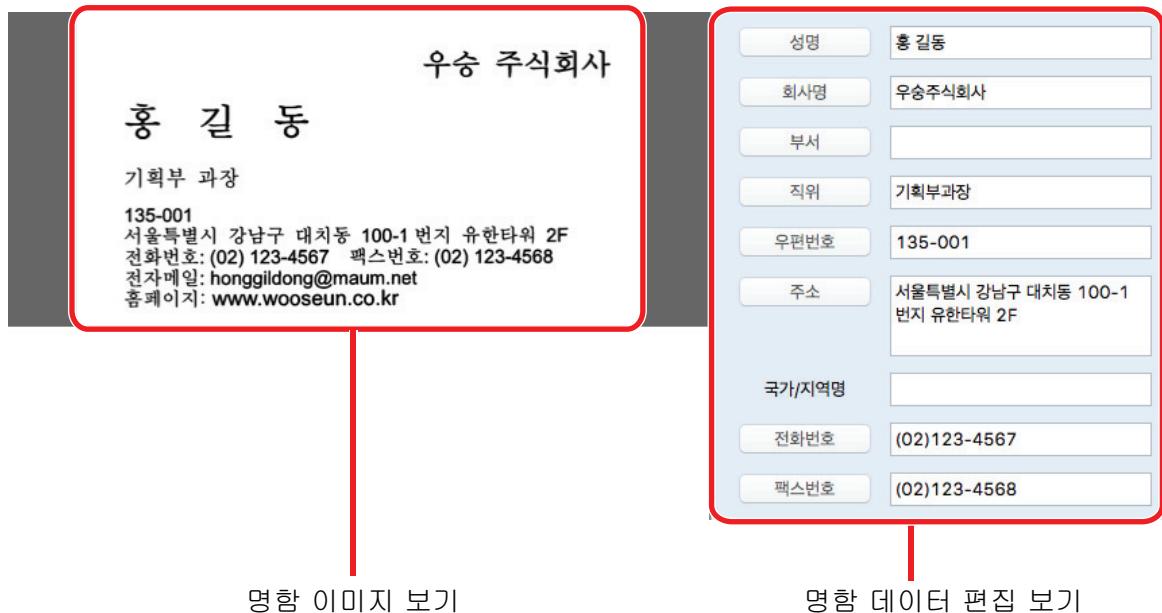 우승 주식회사
홍 길 동
기획부 과장
135-001
서울특별시 강남구 대치동 100-1 번지 유한타워 2F
전화번호: (02) 123-4567 팩스번호: (02) 123-4568
전자메일: honggildong@maum.net
홈페이지: www.wooseun.co.kr
명함 이미지 보기
성명 홍 길동
회사명 우승주식회사
부서
직위 기획부과장
우편번호 135-001
주소 서울특별시 강남구 대치동 100-1
번지 유한타워 2F
국가/지역명
전화번호 (02)123-4567
팩스번호 (02)123-4568
명함 데이터 편집 보기